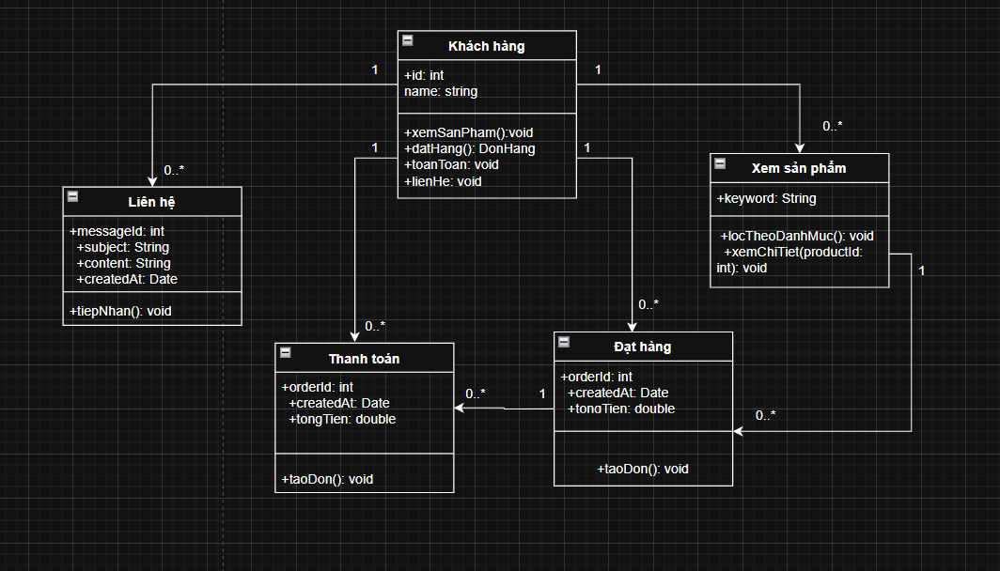 Khách hàng
+id: int
name: string
+xemSanPham():void
+datHang(): DonHang
+toanToan: void
+lienHe: void
1
1
1
1
0..*
0..*
Xem sản phẩm
+keyword: String
+locTheoDanhMuc(): void
+xemChiTiet(productId:
int): void
Liên hệ
+messageId: int
+subject: String
+content: String
+createdAt: Date
+tiepNhan(): void
1
0..*
0..*
Thanh toán
+orderId: int
+createdAt: Date
+tongTien: double
+taoDon(): void
0..*
1
Đạt hàng
+orderId: int
+createdAt: Date
+tongTien: double
+taoDon(): void
0..*